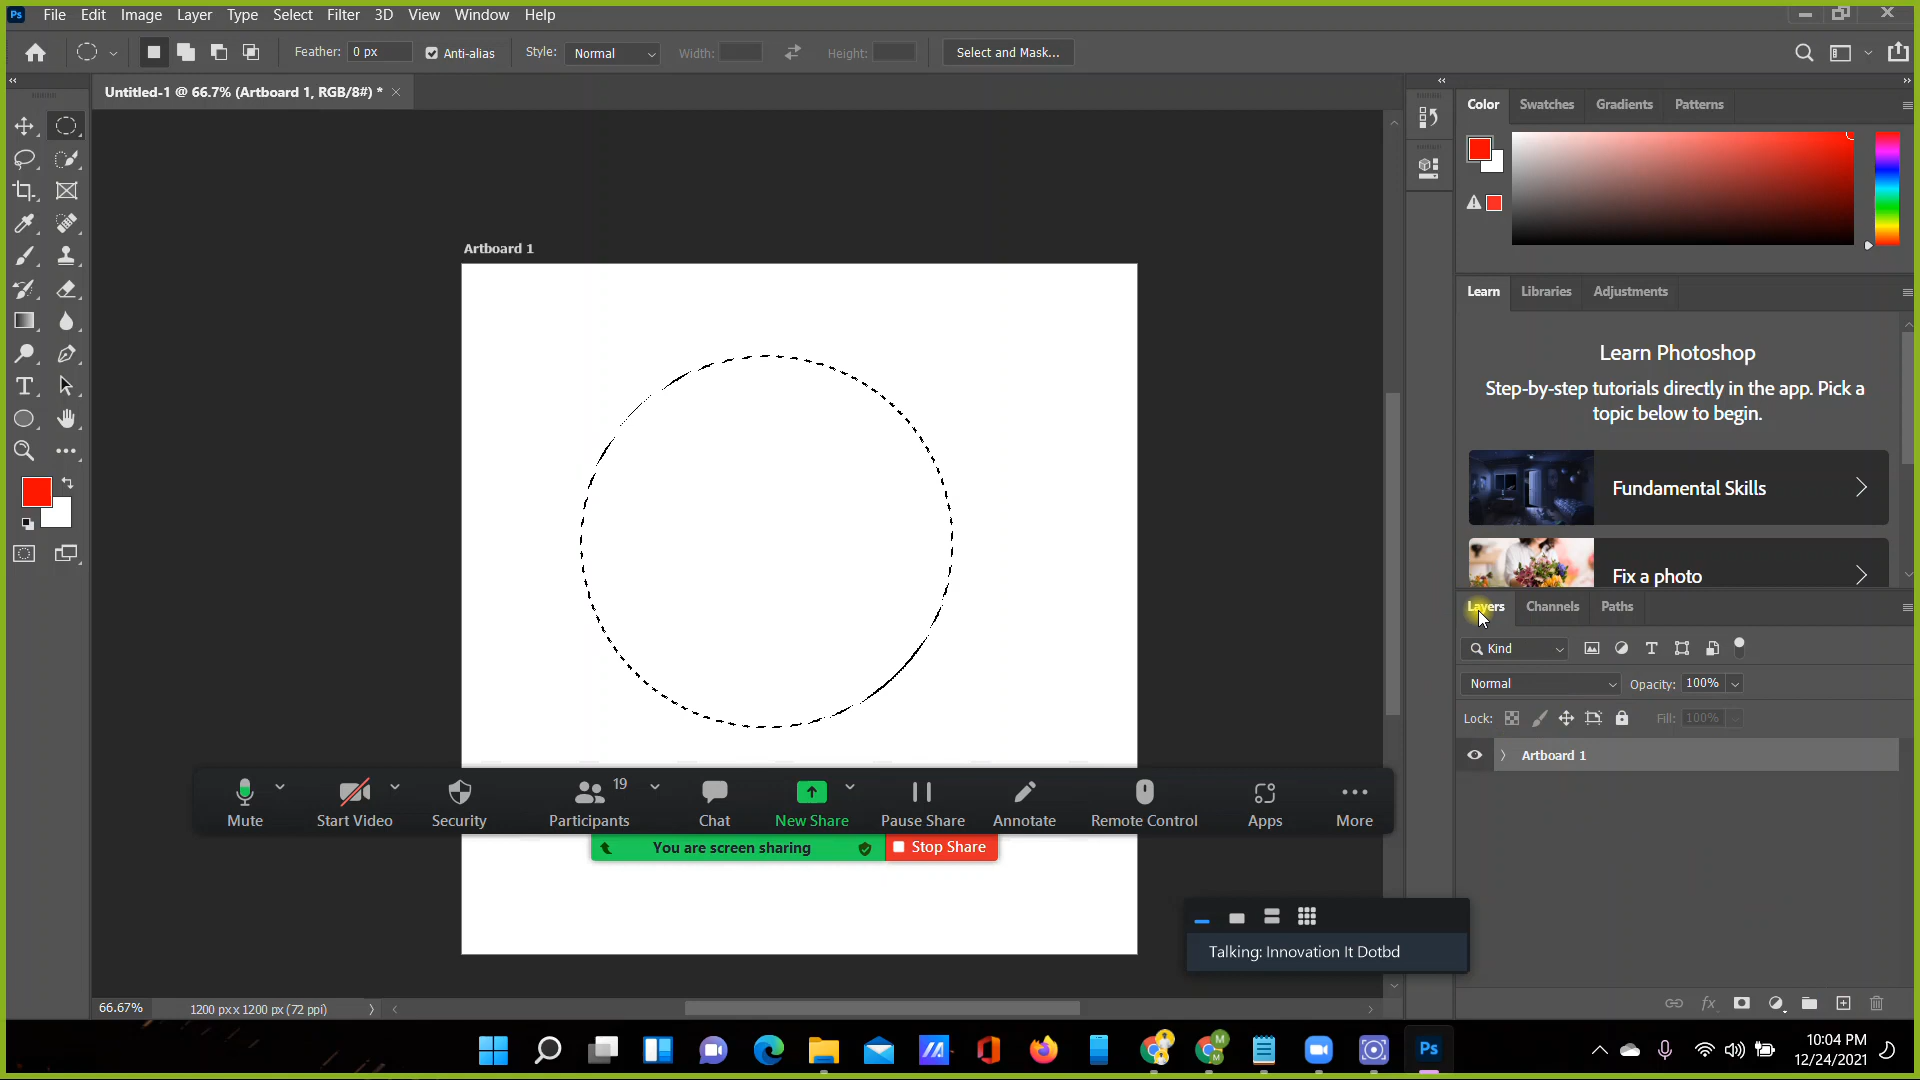 Ps File Edit Image Layer Type Select Filter 3D View Window Help
Feather: 0 px Anti-alias Style: Normal Width: Height: Select and Mask...
Untitled-1 @ 66.7% (Artboard 1, RGB/8#) *
Color Swatches Gradients Patterns
Artboard 1
Learn Libraries Adjustments
Learn Photoshop
Step-by-step tutorials directly in the app. Pick a
topic below to begin.
Fundamental Skills
Fix a photo
Layers Channels Paths
Kind
Normal Opacity: 100%
Lock: Fill: 100%
Artboard 1
19
Mute Start Video Security Participants Chat New Share Pause Share Annotate Remote Control Apps More
You are screen sharing Stop Share
Talking: Innovation It Dotbd
66.67% 1200 px x 1200 px (72 ppi)
fx
M
M
Ps
10:04 PM
12/24/2021